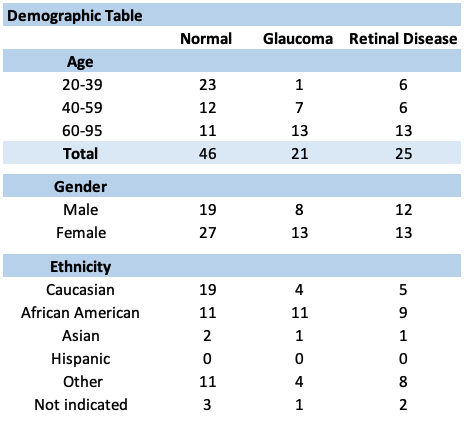 Demographic Table
Normal Glaucoma Retinal Disease
Age
20-39 23 1 6
40-59 12 7 6
60-95 11 13 13
Total 46 21 25
Gender
Male 19 8 12
Female 27 13 13
Ethnicity
Caucasian 19 4 5
African American 11 11 9
Asian 2 1 1
Hispanic 0 0 0
Other 11 4 8
Not indicated 3 1 2